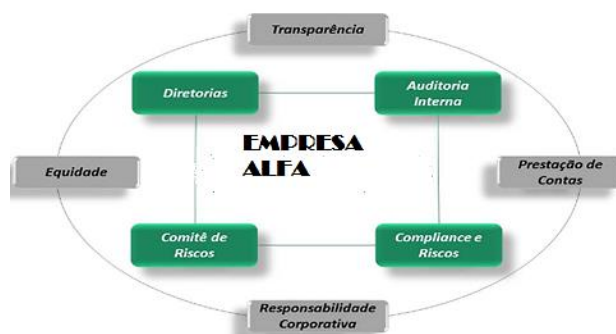 Transparência
Diretorias
Auditoria
Interna
EMPRESA
ALFA
Equidade
Prestação de
Contas
Comitê de
Riscos
Compliance e
Riscos
Responsabilidade
Corporativa